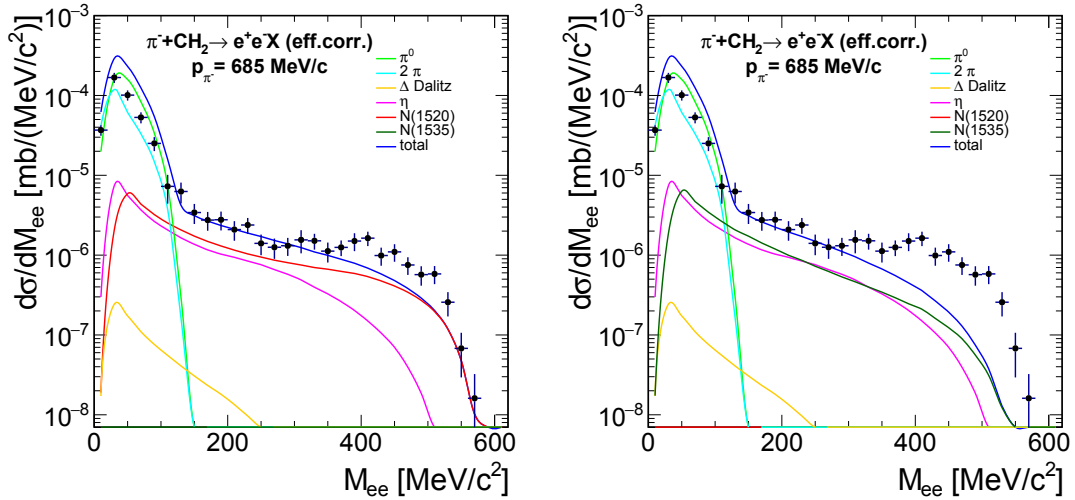 π⁻+CH₂→ e⁺e⁻X (eff.corr.)
p_π⁻= 685 MeV/c
π⁰
2 π
Δ Dalitz
η
N(1520)
N(1535)
total
dσ/dM_ee [mb/(MeV/c²)]
10⁻³
10⁻⁴
10⁻⁵
10⁻⁶
10⁻⁷
10⁻⁸
0 200 400 600
M_ee [MeV/c²]
π⁻+CH₂→ e⁺e⁻X (eff.corr.)
p_π⁻= 685 MeV/c
π⁰
2 π
Δ Dalitz
η
N(1520)
N(1535)
total
dσ/dM_ee [mb/(MeV/c²)]
10⁻³
10⁻⁴
10⁻⁵
10⁻⁶
10⁻⁷
10⁻⁸
0 200 400 600
M_ee [MeV/c²]